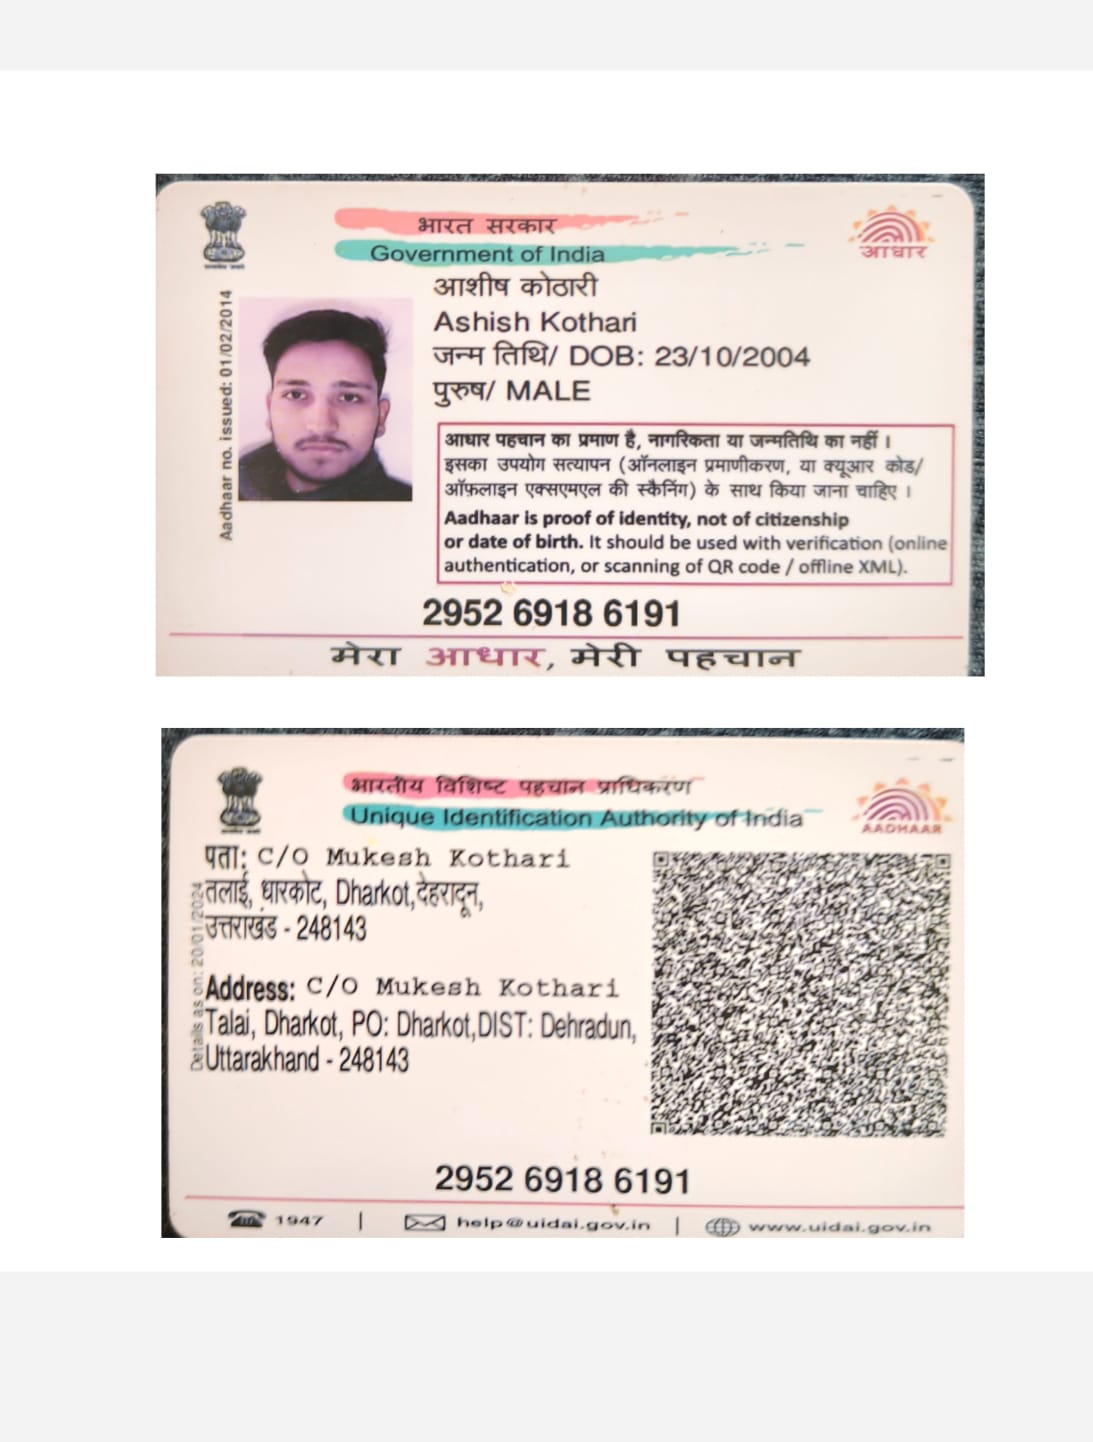 भारत सरकार
Government of India
आधार
आशीष कोठारी
Ashish Kothari
जन्म तिथि/ DOB: 23/10/2004
पुरुष/ MALE
Aadhaar no. issued: 01/02/2014
आधार पहचान का प्रमाण है, नागरिकता या जन्मतिथि का नहीं ।
इसका उपयोग सत्यापन (ऑनलाइन प्रमाणीकरण, या क्यूआर कोड/
ऑफ़लाइन एक्सएमएल की स्कैनिंग) के साथ किया जाना चाहिए ।
Aadhaar is proof of identity, not of citizenship
or date of birth. It should be used with verification (online
authentication, or scanning of QR code / offline XML).
2952 6918 6191
मेरा आधार, मेरी पहचान
भारतीय विशिष्ट पहचान प्राधिकरण
Unique Identification Authority of India
AADHAAR
पता: C/O Mukesh Kothari
तलाई, धारकोट, Dharkot,देहरादून,
उत्तराखंड - 248143
Details as on: 20/01/2024
Address: C/O Mukesh Kothari
Talai, Dharkot, PO: Dharkot,DIST: Dehradun,
Uttarakhand - 248143
2952 6918 6191
1947 | help@uidai.gov.in | www.uidai.gov.in